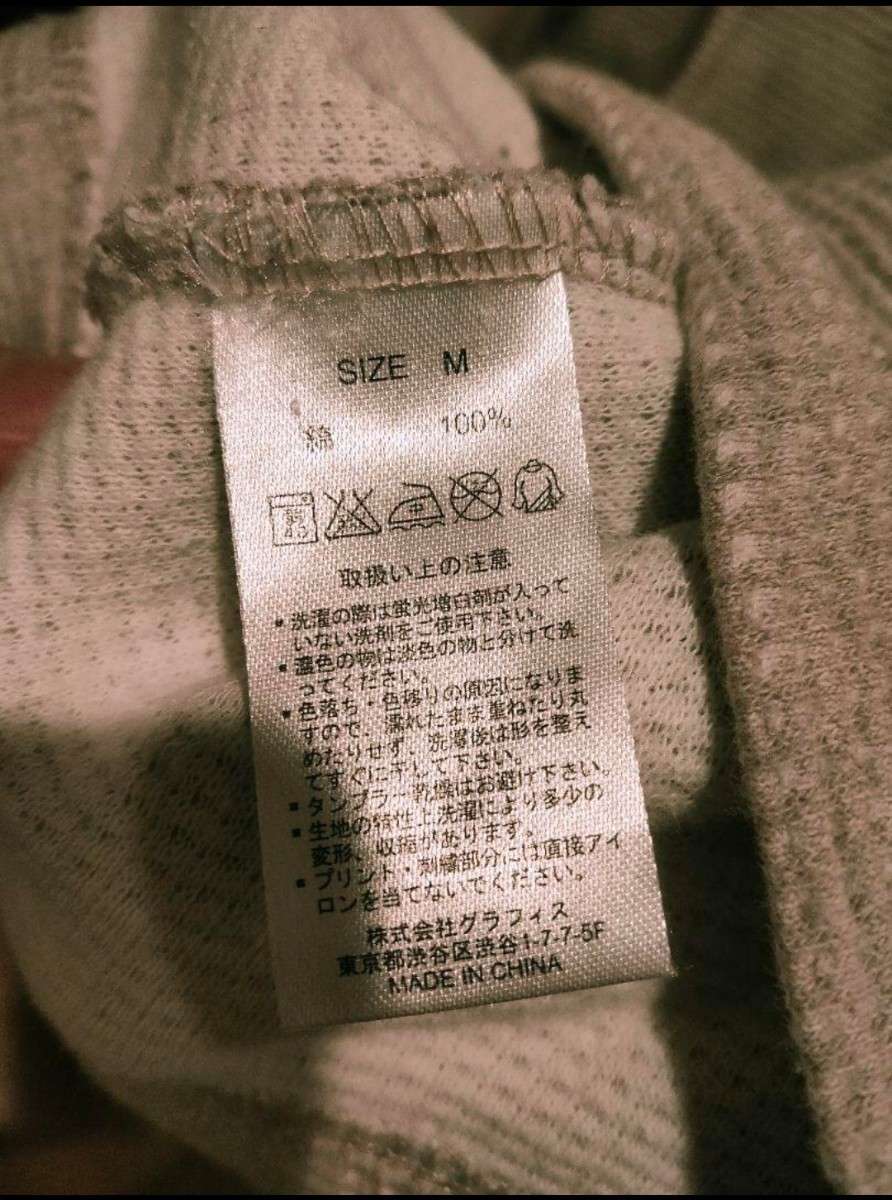 SIZE M
綿 100%
取扱い上の注意
▪洗濯の際は蛍光増白剤が入って
いない洗剤をご使用下さい。
▪濃色の物は淡色の物と分けて洗
ってください。
▪色落ち・色移りの原因になりま
すので、濡れたまま重ねたり丸
めたりせず、洗濯後は形を整え
てすぐに干して下さい。
▪タンブラー乾燥はお避け下さい。
▪生地の特性上洗濯により多少の
変形、収縮があります。
▪プリント・刺繍部分には直接アイ
ロンを当てないでください。
株式会社グラフィス
東京都渋谷区渋谷1-7-7-5F
MADE IN CHINA